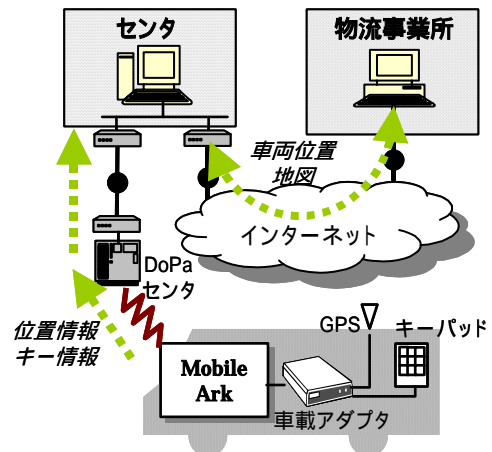 センタ
物流事業所
車両位置
地図
インターネット
DoPa
センタ
位置情報
キー情報
GPS
キーパッド
Mobile
Ark
車載アダプタ